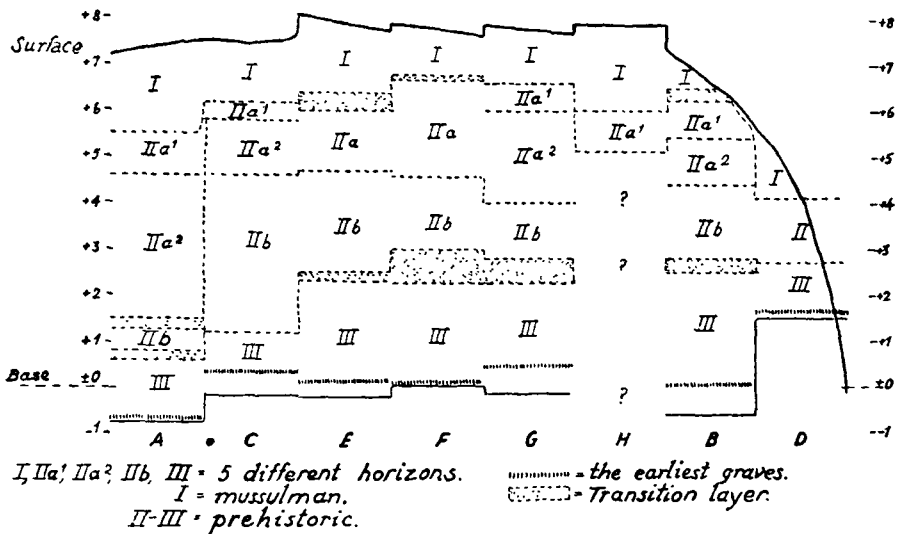 +8 +8
Surface
+7 +7
I I I I I I I
+6 IIa¹ IIa¹ IIa¹ IIa¹ +6
+5 IIa¹ IIa² IIa IIa IIa² IIa² I +5
+4 ? +4
+3 IIa² IIb IIb IIb IIb ? IIb II +3
+2 III +2
+1 IIb III III III III III +1
Base ±0 III ? ±0
-1 -1
A C E F G H B D
I, IIa¹, IIa², IIb, III = 5 different horizons.
I = mussulman.
II-III = prehistoric.
= the earliest graves.
= Transition layer.